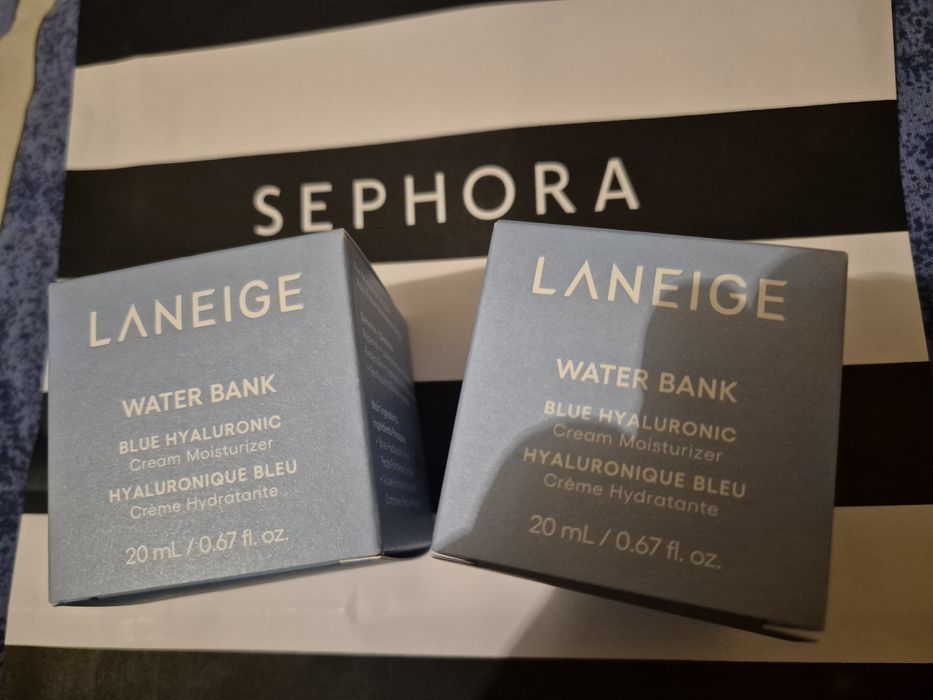 SEPHORA
LANEIGE
WATER BANK
BLUE HYALURONIC
Cream Moisturizer
HYALURONIQUE BLEU
Crème Hydratante
20 mL / 0.67 fl. oz.
LANEIGE
WATER BANK
BLUE HYALURONIC
Cream Moisturizer
HYALURONIQUE BLEU
Crème Hydratante
20 mL / 0.67 fl. oz.